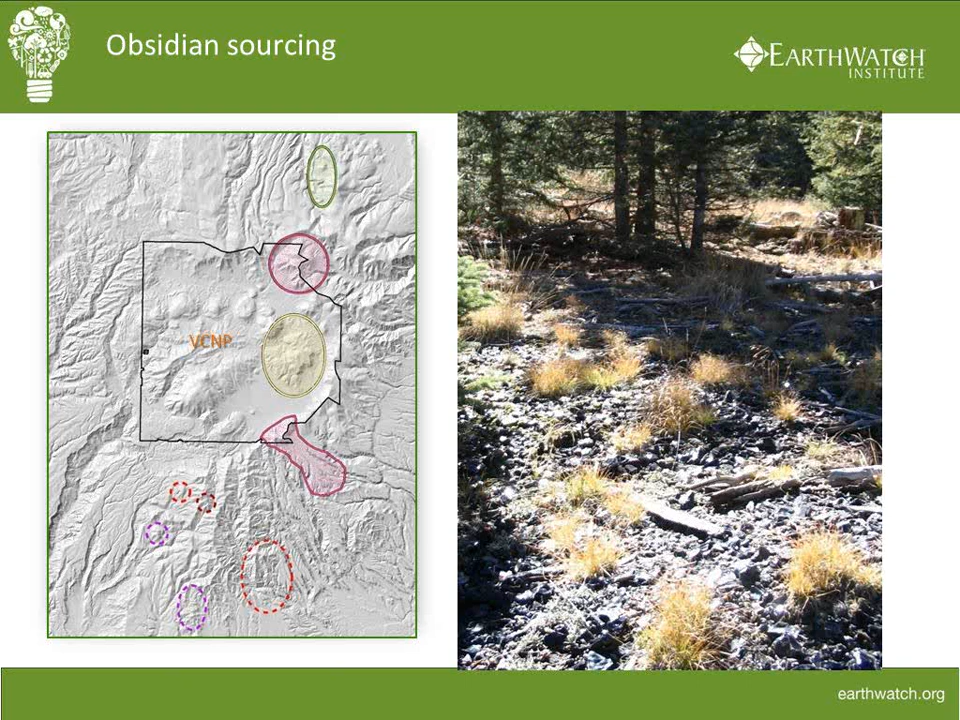 Obsidian sourcing
EARTHWATCH
INSTITUTE
VCNP
earthwatch.org